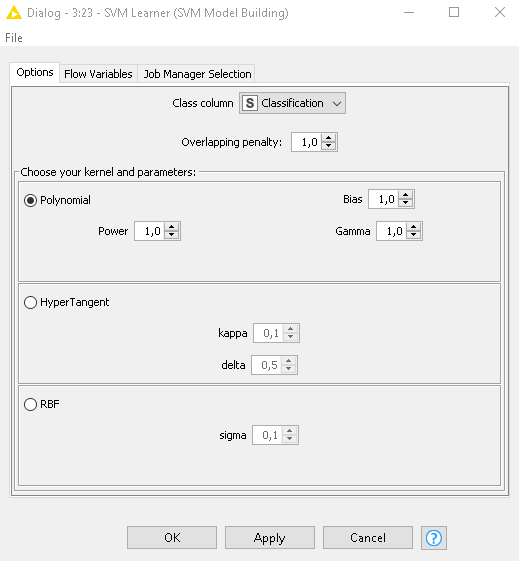 Dialog - 3:23 - SVM Learner (SVM Model Building)
File
Options Flow Variables Job Manager Selection
Class column S Classification
Overlapping penalty: 1,0
Choose your kernel and parameters:
Polynomial Bias 1,0
Power 1,0 Gamma 1,0
HyperTangent
kappa 0,1
delta 0,5
RBF
sigma 0,1
OK Apply Cancel ?